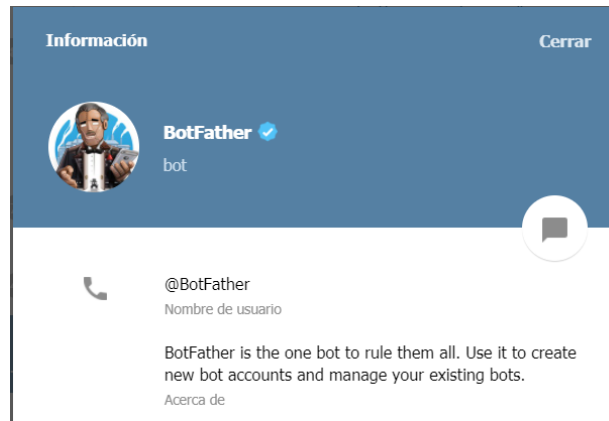 Información
Cerrar
BotFather
bot
@BotFather
Nombre de usuario
BotFather is the one bot to rule them all. Use it to create
new bot accounts and manage your existing bots.
Acerca de